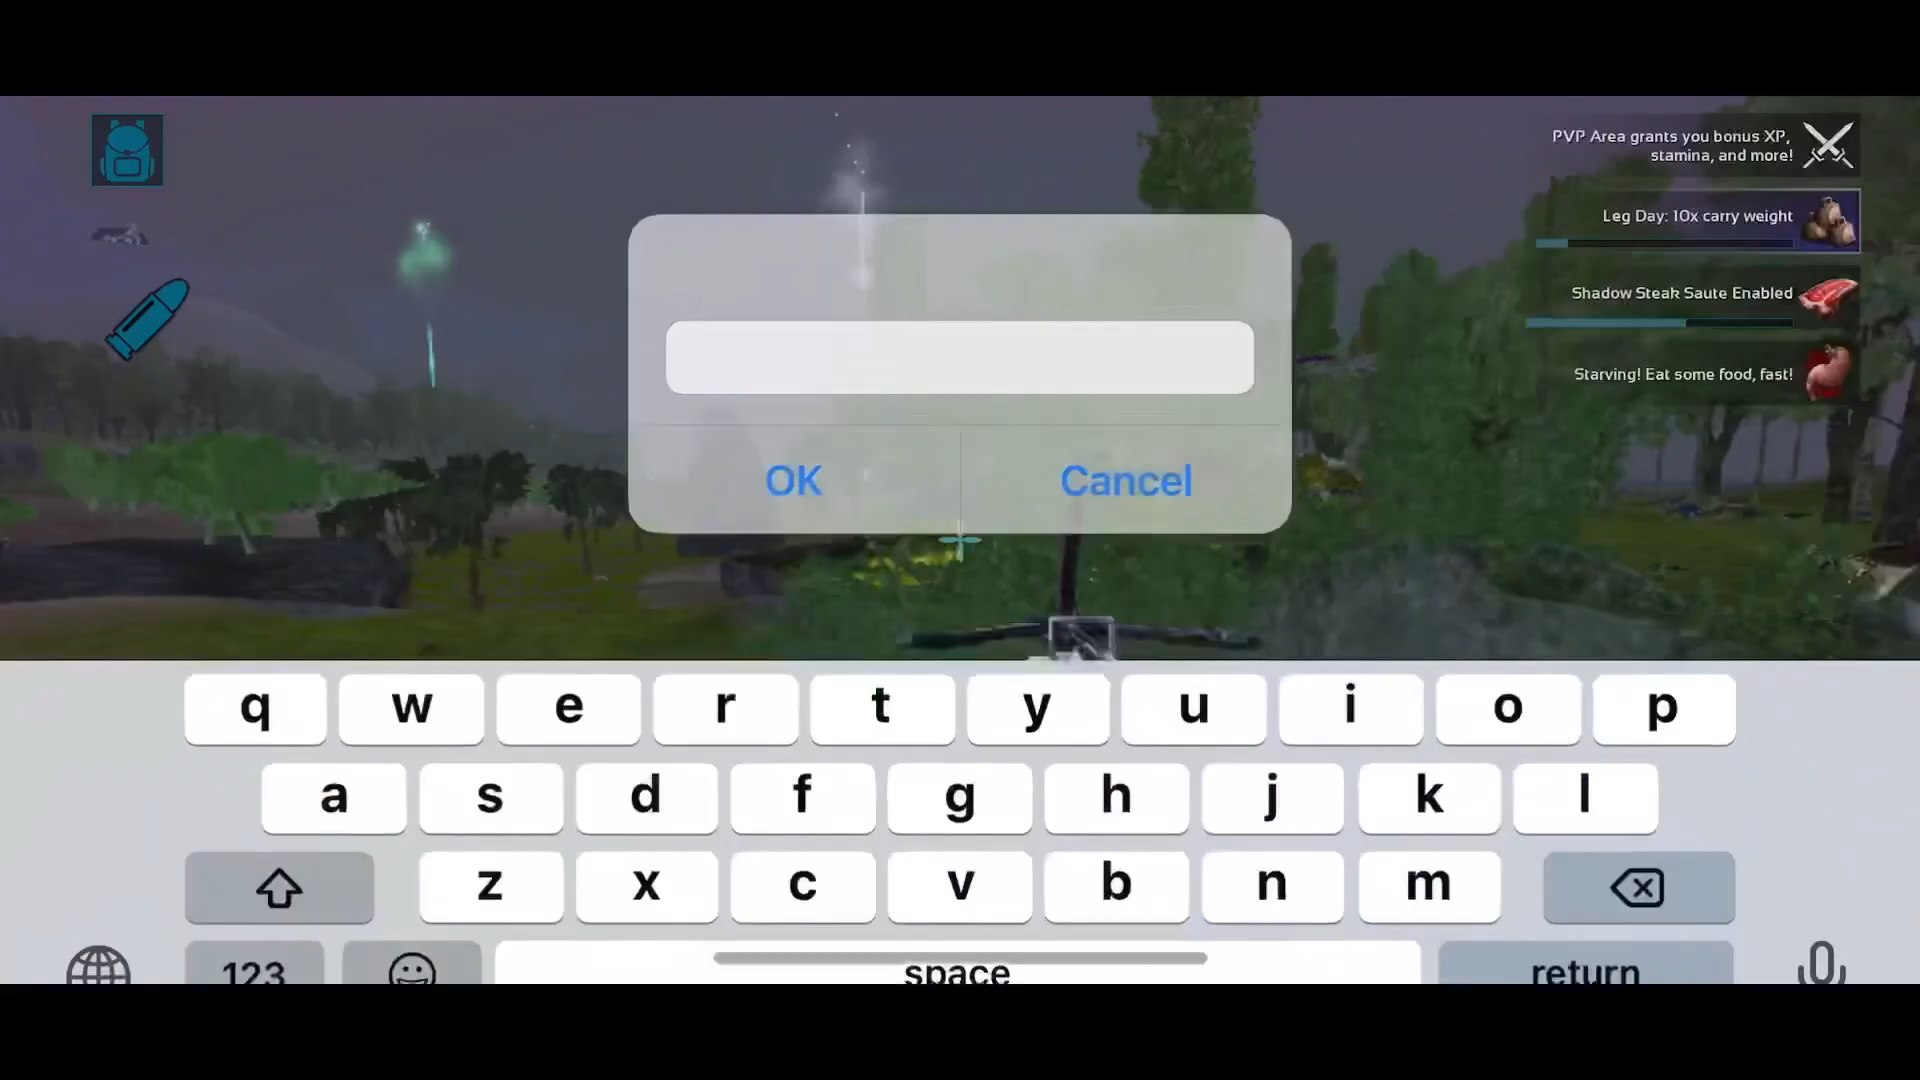 PVP Area grants you bonus XP,
stamina, and more!
Leg Day: 10x carry weight
Shadow Steak Saute Enabled
Starving! Eat some food, fast!
OK Cancel
q w e r t y u i o p
a s d f g h j k l
z x c v b n m
123 space return